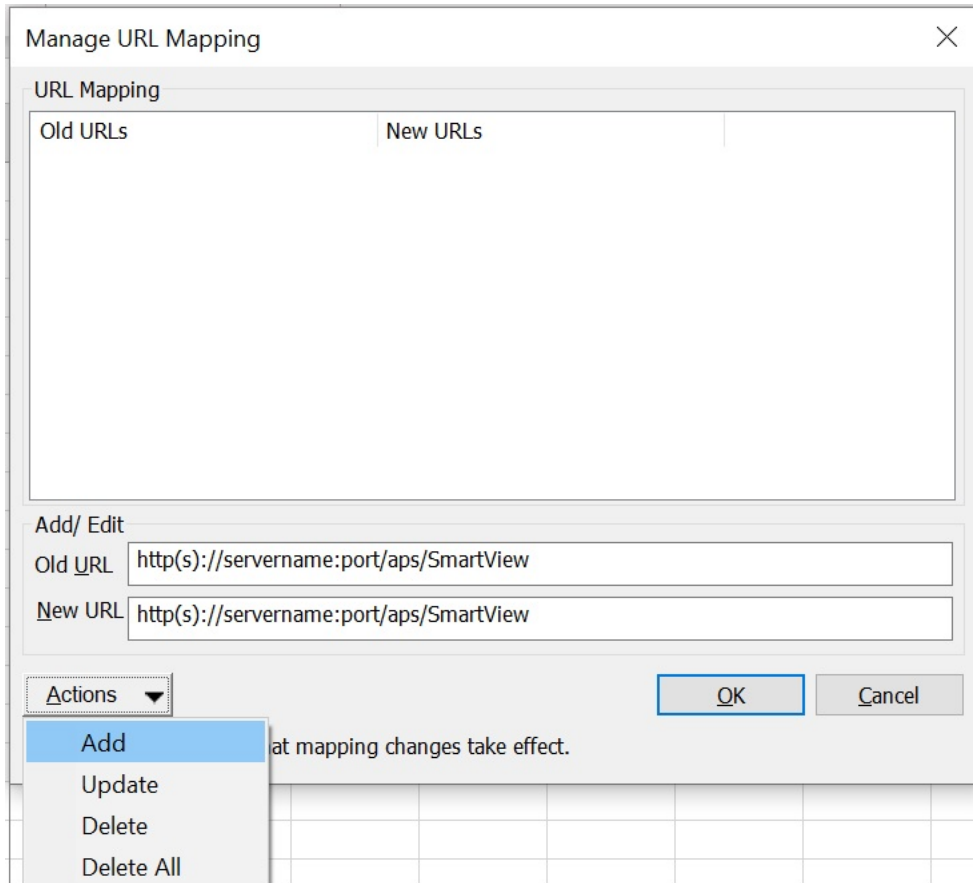 Manage URL Mapping
URL Mapping
Old URLs New URLs
Add/ Edit
Old URL http(s)://servername:port/aps/SmartView
New URL http(s)://servername:port/aps/SmartView
Actions OK Cancel
Add at mapping changes take effect.
Update
Delete
Delete All